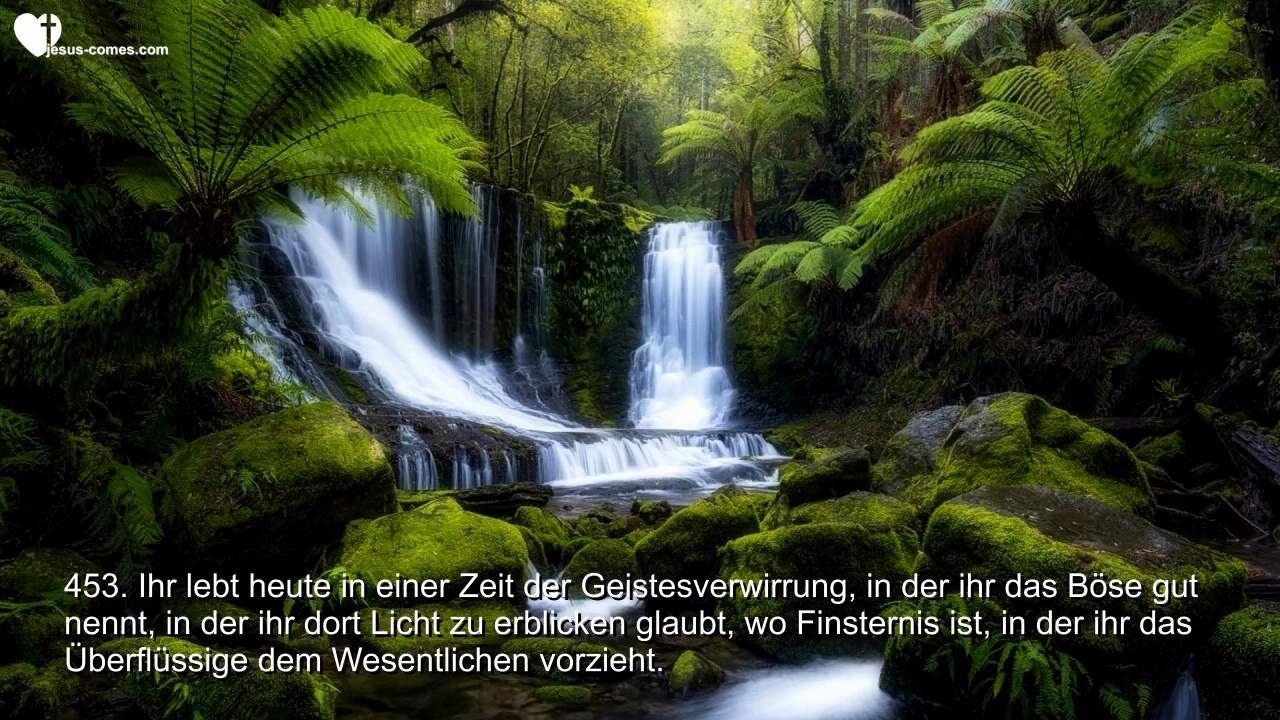 jesus-comes.com
453. Ihr lebt heute in einer Zeit der Geistesverwirrung, in der ihr das Böse gut
nennt, in der ihr dort Licht zu erblicken glaubt, wo Finsternis ist, in der ihr das
Überflüssige dem Wesentlichen vorzieht.